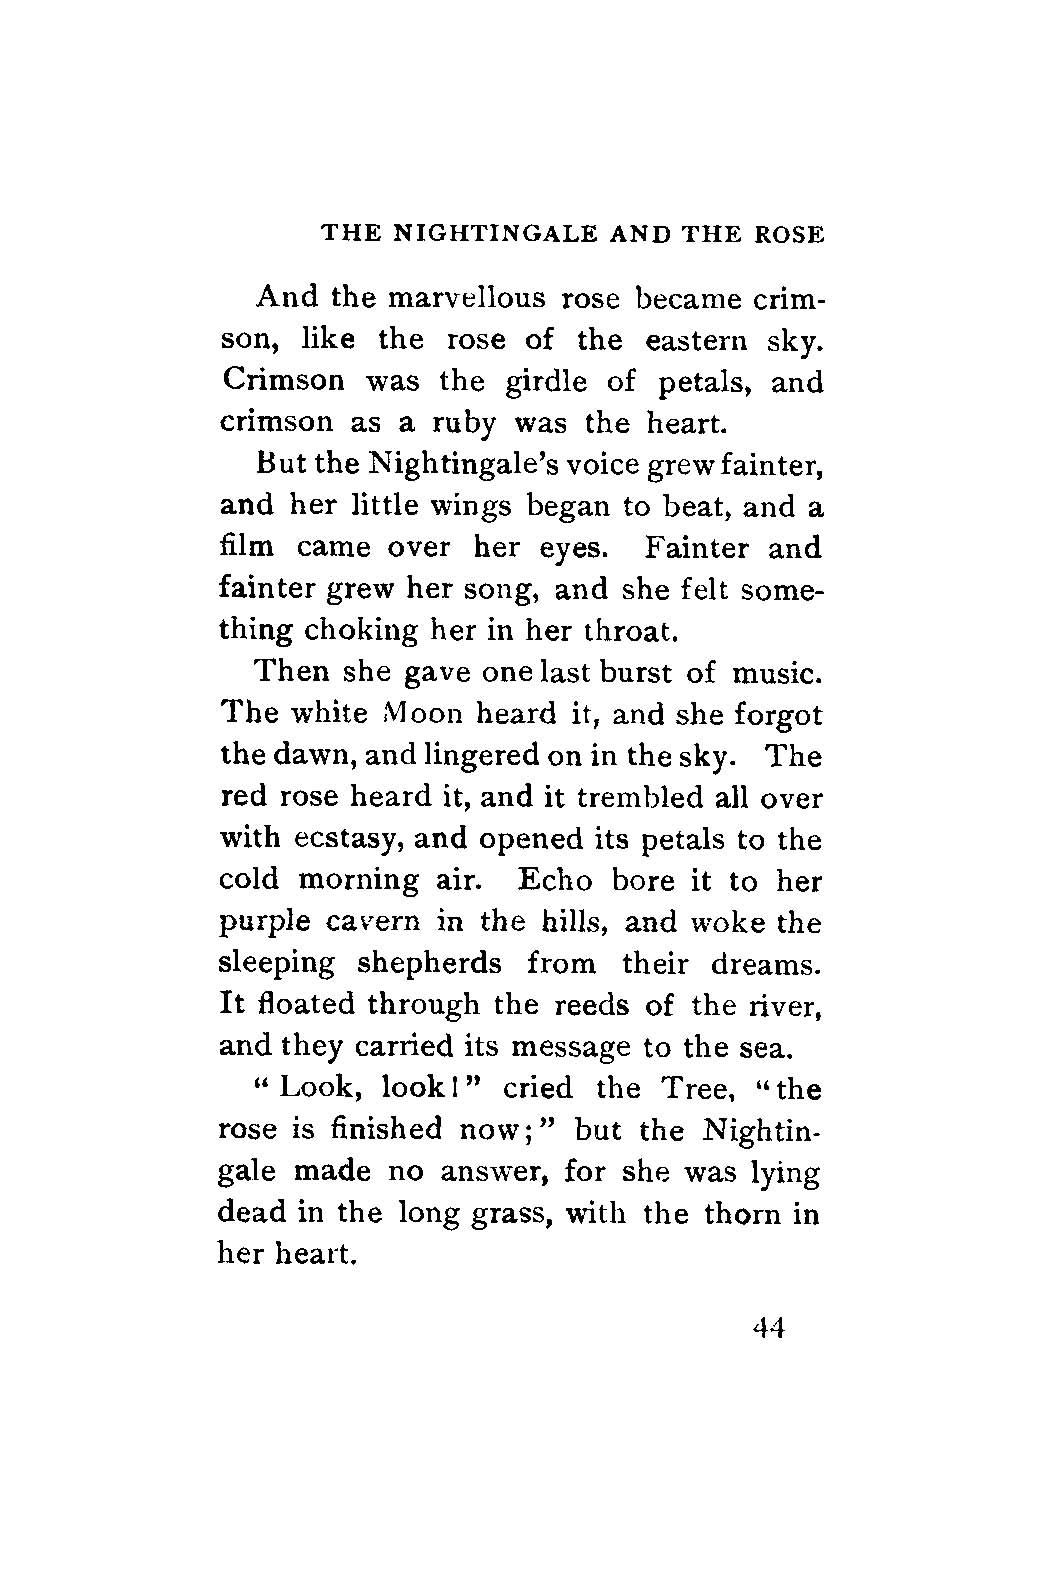 THE NIGHTINGALE AND THE ROSE
And the marvellous rose became crim-
son, like the rose of the eastern sky.
Crimson was the girdle of petals, and
crimson as a ruby was the heart.
But the Nightingale's voice grew fainter,
and her little wings began to beat, and a
film came over her eyes. Fainter and
fainter grew her song, and she felt some-
thing choking her in her throat.
Then she gave one last burst of music.
The white Moon heard it, and she forgot
the dawn, and lingered on in the sky. The
red rose heard it, and it trembled all over
with ecstasy, and opened its petals to the
cold morning air. Echo bore it to her
purple cavern in the hills, and woke the
sleeping shepherds from their dreams.
It floated through the reeds of the river,
and they carried its message to the sea.
“ Look, look!” cried the Tree, “the
rose is finished now;” but the Nightin-
gale made no answer, for she was lying
dead in the long grass, with the thorn in
her heart.
44